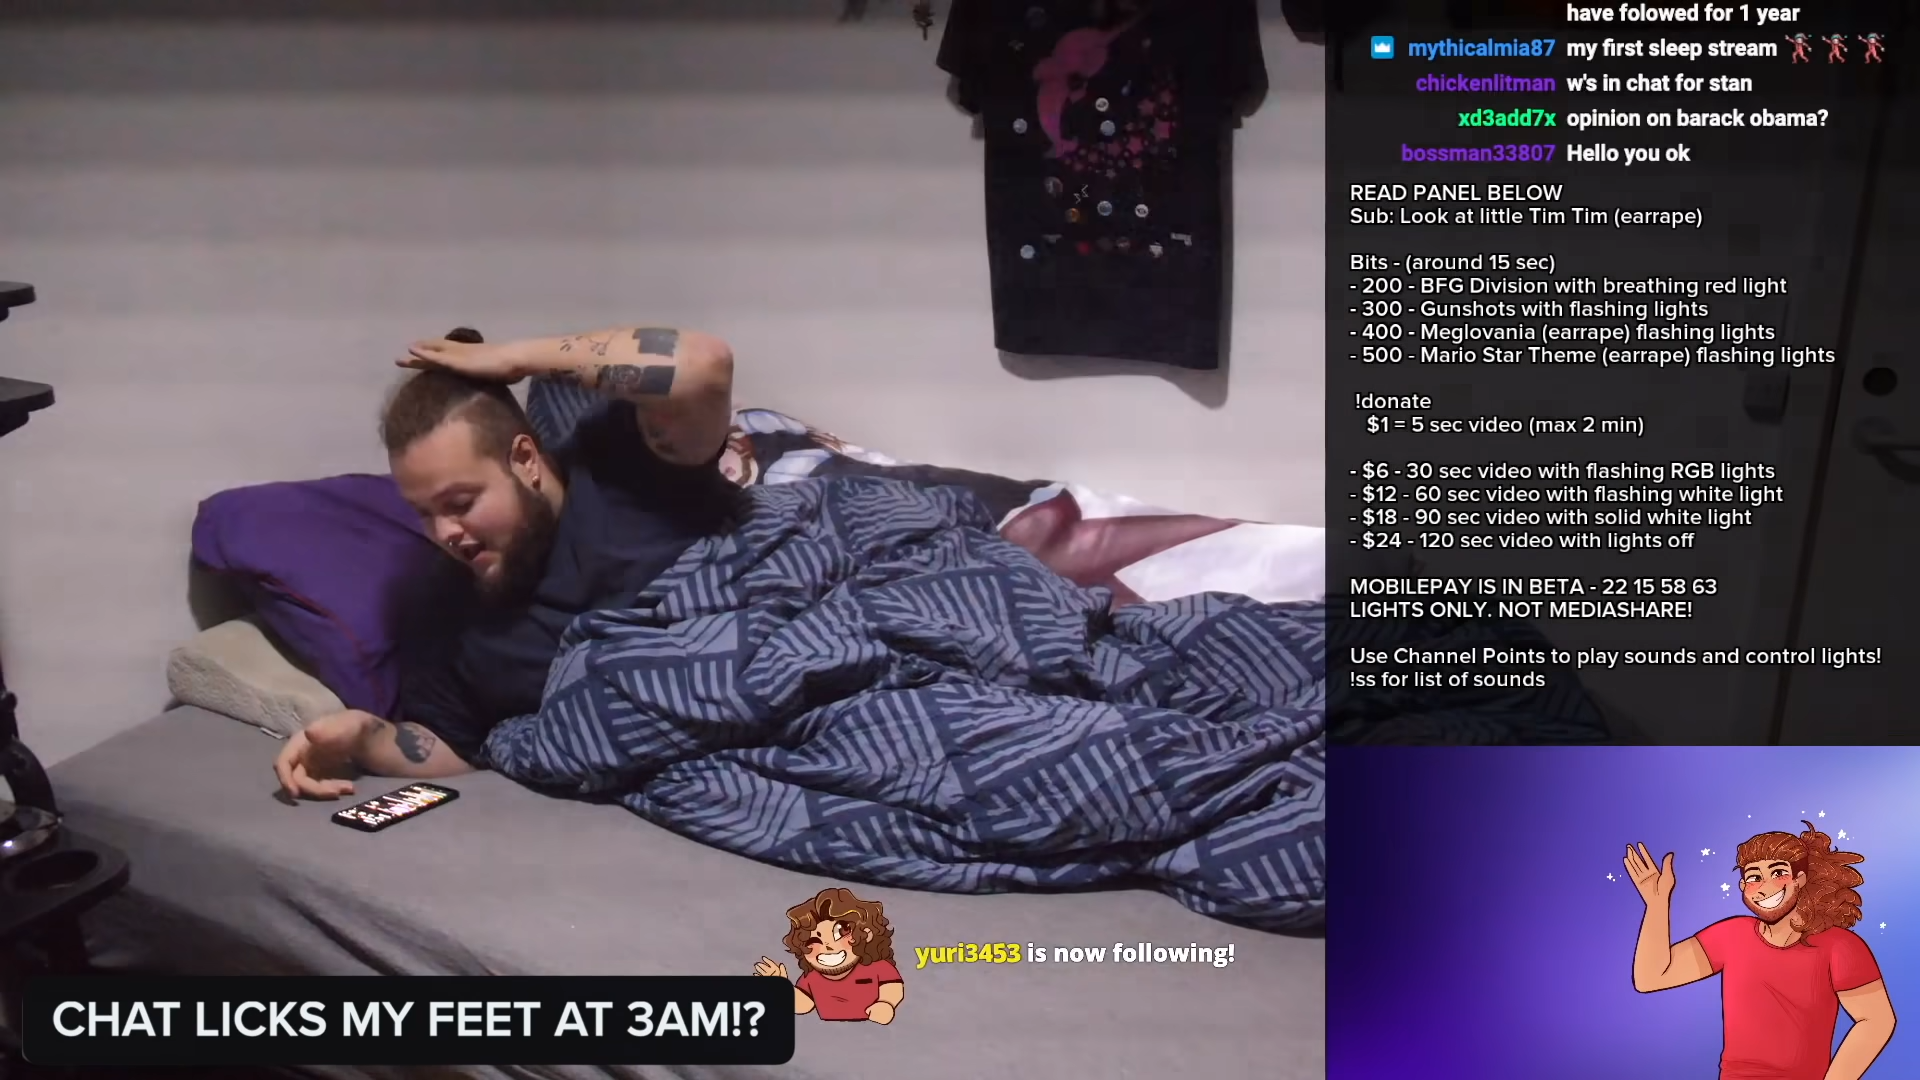 have folowed for 1 year
mythicalmia87 my first sleep stream
chickenlitman w's in chat for stan
xd3add7x opinion on barack obama?
bossman33807 Hello you ok
READ PANEL BELOW
Sub: Look at little Tim Tim (earrape)
Bits - (around 15 sec)
- 200 - BFG Division with breathing red light
- 300 - Gunshots with flashing lights
- 400 - Meglovania (earrape) flashing lights
- 500 - Mario Star Theme (earrape) flashing lights
!donate
$1 = 5 sec video (max 2 min)
- $6 - 30 sec video with flashing RGB lights
- $12 - 60 sec video with flashing white light
- $18 - 90 sec video with solid white light
- $24 - 120 sec video with lights off
MOBILEPAY IS IN BETA - 22 15 58 63
LIGHTS ONLY. NOT MEDIASHARE!
Use Channel Points to play sounds and control lights!
!ss for list of sounds
yuri3453 is now following!
CHAT LICKS MY FEET AT 3AM!?